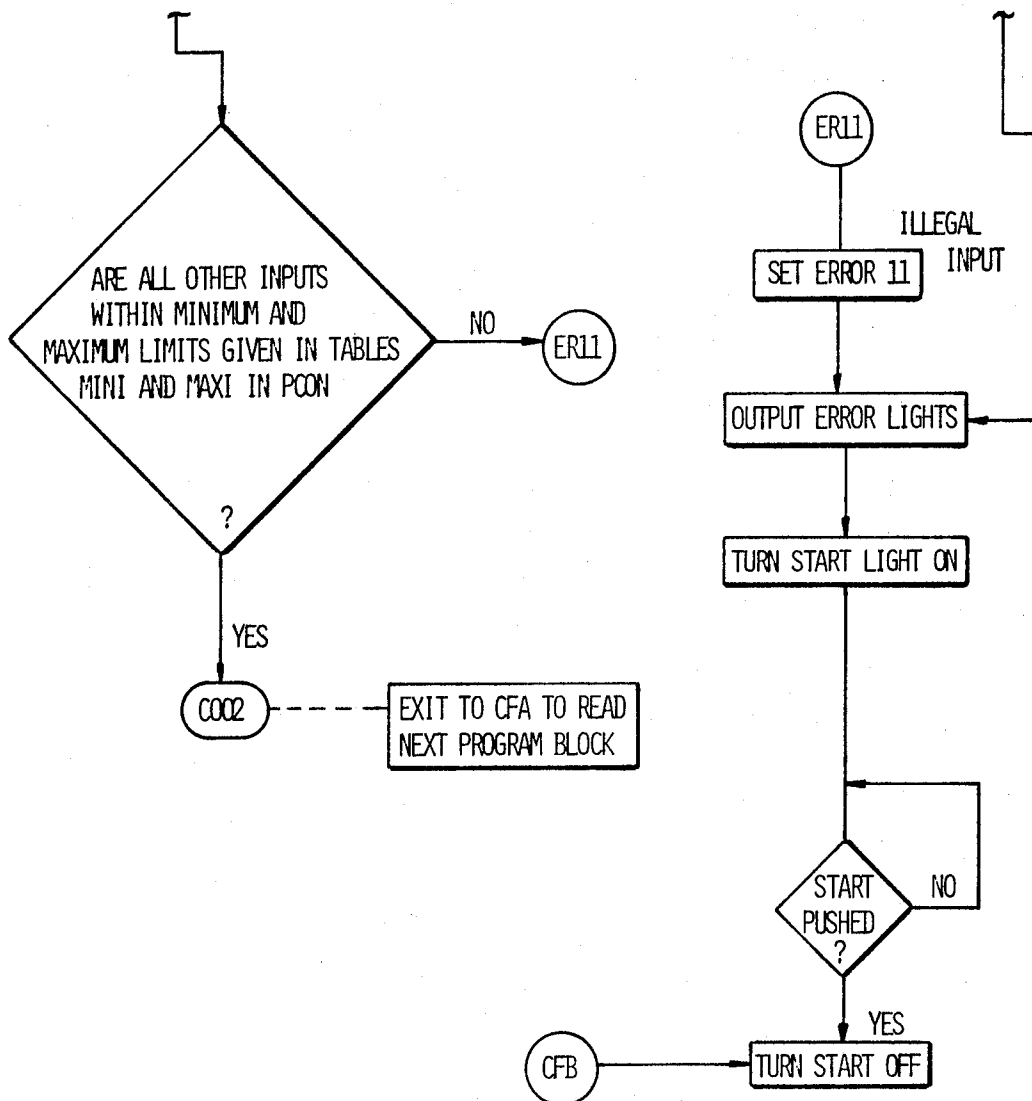 ARE ALL OTHER INPUTS
WITHIN MINIMUM AND
MAXIMUM LIMITS GIVEN IN TABLES
MINI AND MAXI IN PCON
?
NO
ER11
YES
COO2
EXIT TO CFA TO READ
NEXT PROGRAM BLOCK
ER11
ILLEGAL
INPUT
SET ERROR 11
OUTPUT ERROR LIGHTS
TURN START LIGHT ON
START
PUSHED
?
NO
YES
CFB
TURN START OFF